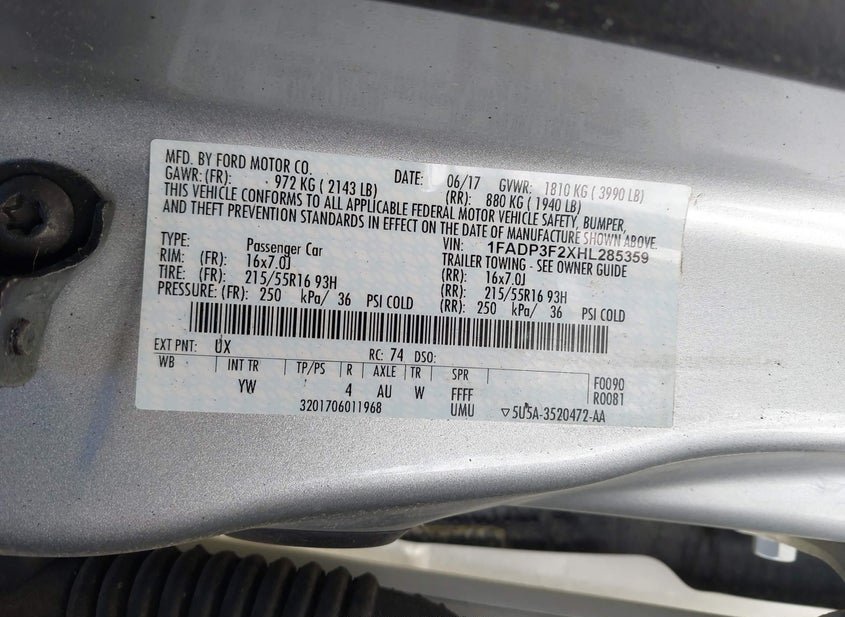 MFD. BY FORD MOTOR CO. DATE: 06/17 GVWR: 1810 KG ( 3990 LB)
GAWR: (FR): 972 KG ( 2143 LB) (RR): 880 KG ( 1940 LB)
THIS VEHICLE CONFORMS TO ALL APPLICABLE FEDERAL MOTOR VEHICLE SAFETY, BUMPER,
AND THEFT PREVENTION STANDARDS IN EFFECT ON THE DATE OF MANUFACTURE SHOWN ABOVE.
VIN: 1FADP3F2XHL285359
TYPE: Passenger Car TRAILER TOWING - SEE OWNER GUIDE
RIM: (FR): 16x7.0J (RR): 16x7.0J
TIRE: (FR): 215/55R16 93H (RR): 215/55R16 93H
PRESSURE: (FR): 250 kPa/ 36 PSI COLD (RR): 250 kPa/ 36 PSI COLD
EXT PNT: UX RC: 74 DSO:
WB INT TR TP/PS R AXLE TR SPR
YW 4 AU W FFFF F0090
3201706011968 UMU ▽5U5A-3520472-AA R0081